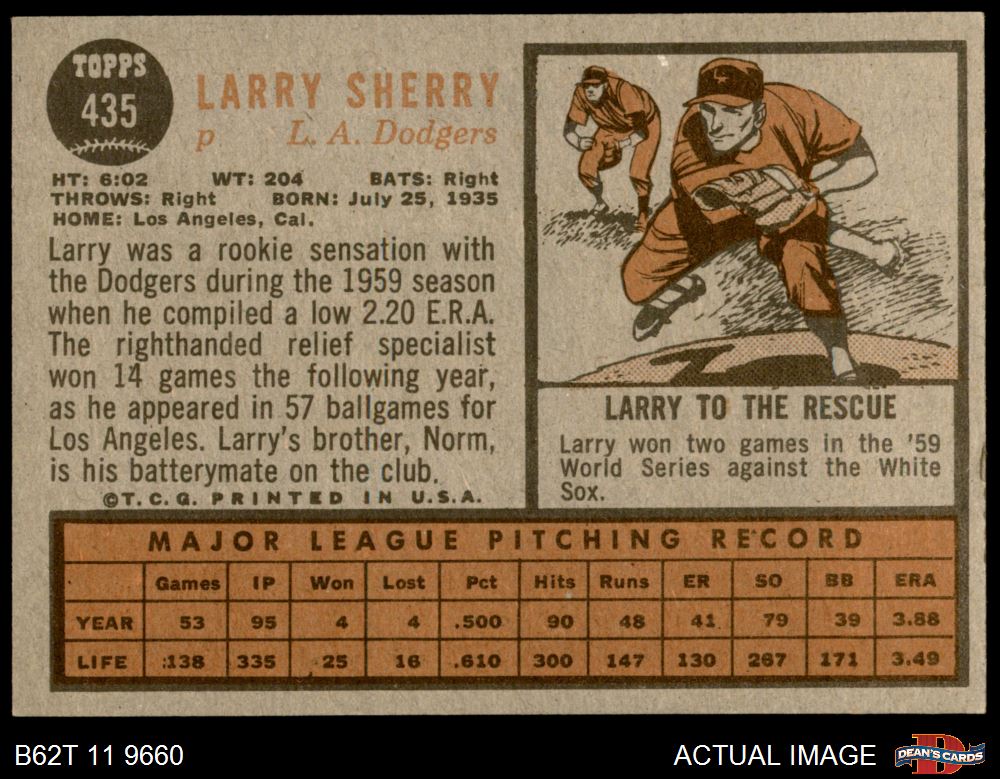 TOPPS
435
LARRY SHERRY
p L. A. Dodgers
HT: 6:02 WT: 204 BATS: Right
THROWS: Right BORN: July 25, 1935
HOME: Los Angeles, Cal.
Larry was a rookie sensation with
the Dodgers during the 1959 season
when he compiled a low 2.20 E.R.A.
The righthanded relief specialist
won 14 games the following year,
as he appeared in 57 ballgames for
Los Angeles. Larry's brother, Norm,
is his batterymate on the club.
©T.C.G. PRINTED IN U.S.A.
LA
LARRY TO THE RESCUE
Larry won two games in the '59
World Series against the White
Sox.
MAJOR LEAGUE PITCHING RECORD
Games IP Won Lost Pct Hits Runs ER SO BB ERA
YEAR 53 95 4 4 .500 90 48 41 79 39 3.88
LIFE 138 335 25 16 .610 300 147 130 267 171 3.49
B62T 11 9660
ACTUAL IMAGE
D
DEAN'S CARDS